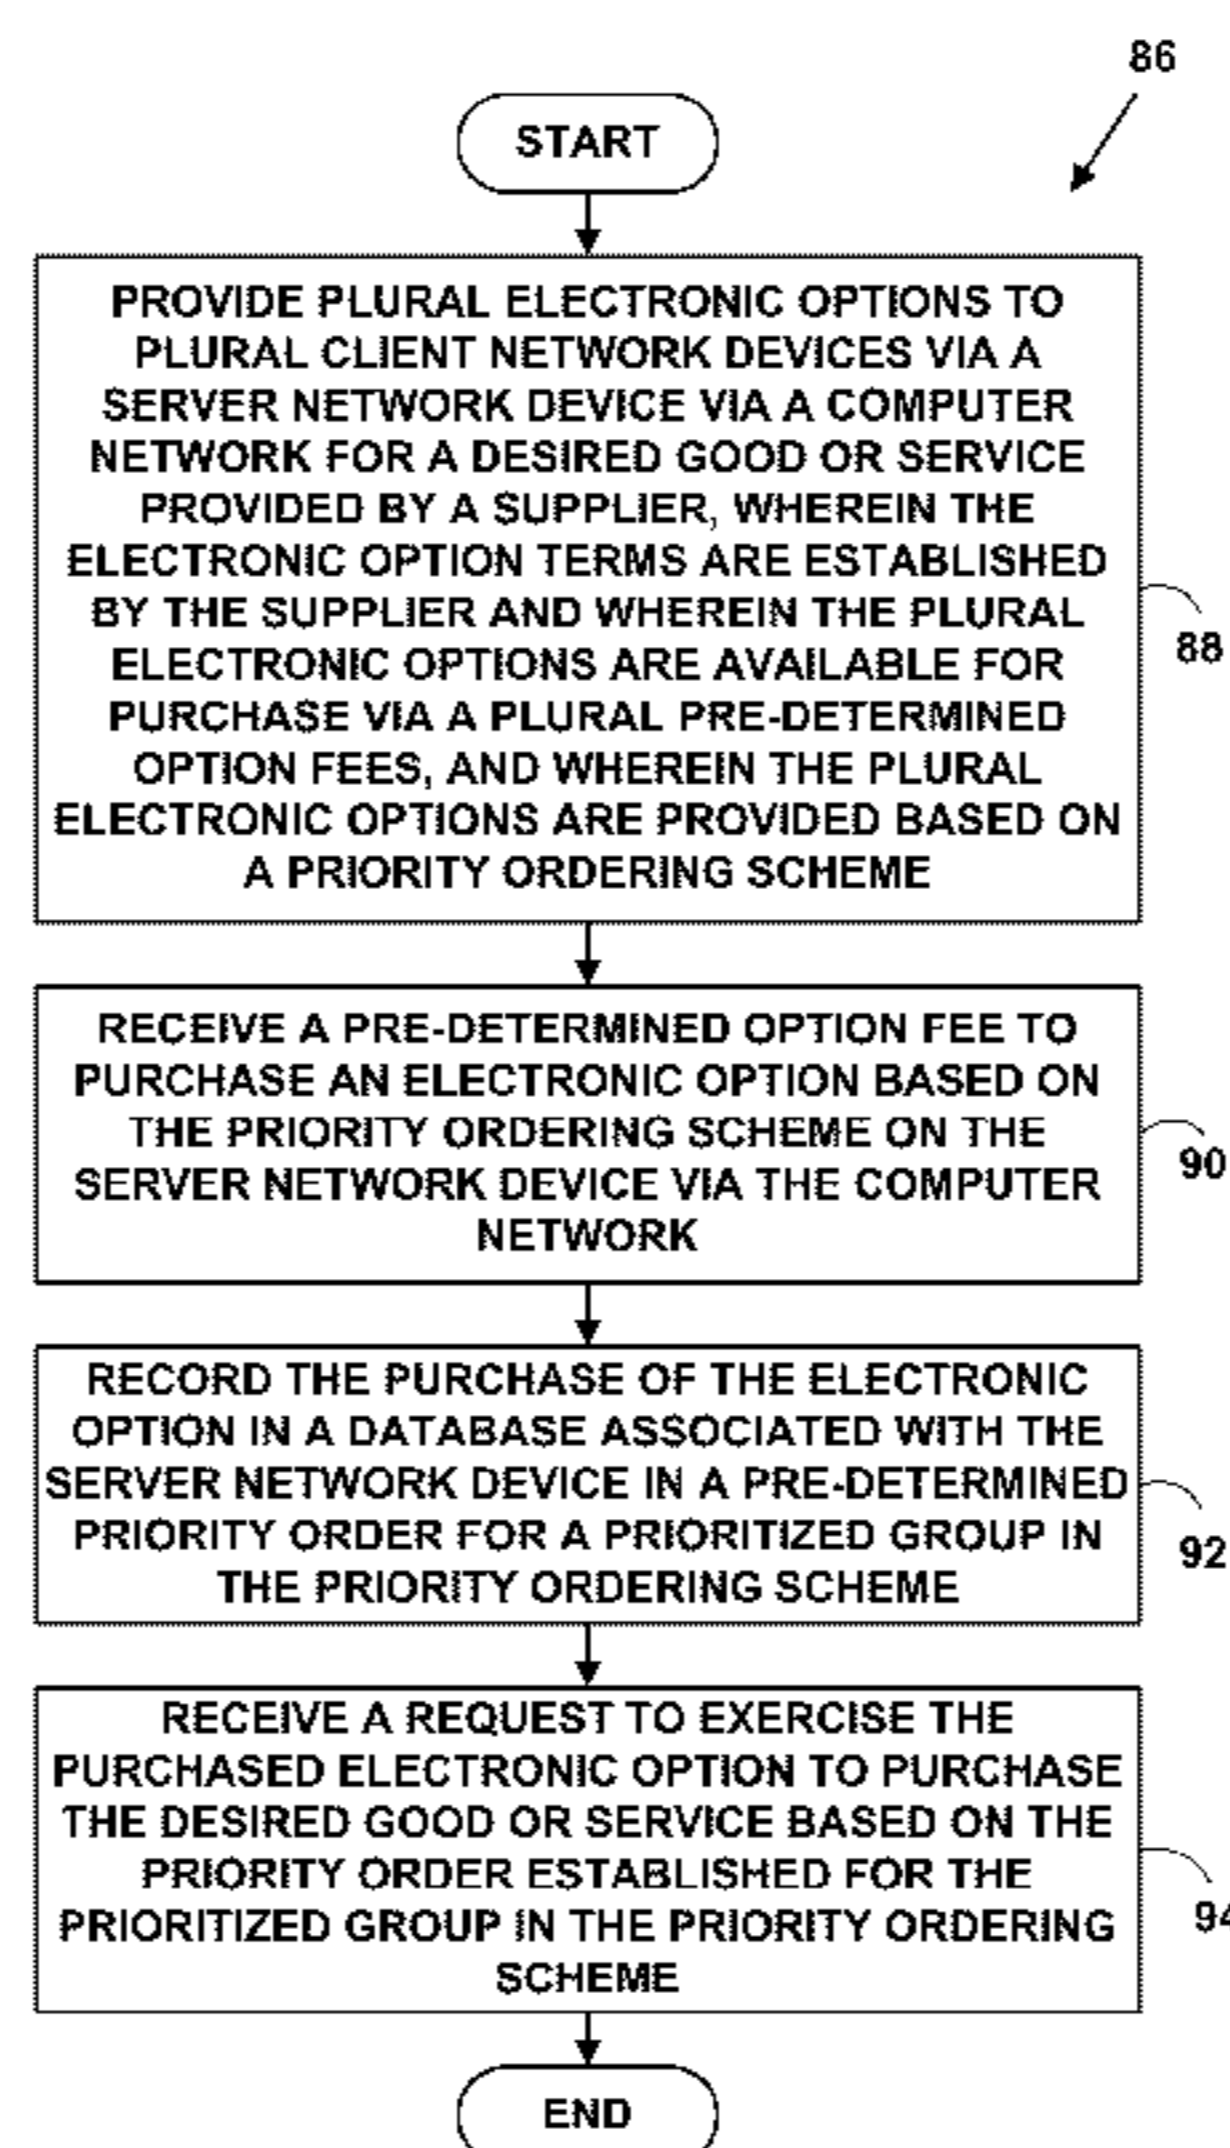 86
START
PROVIDE PLURAL ELECTRONIC OPTIONS TO
PLURAL CLIENT NETWORK DEVICES VIA A
SERVER NETWORK DEVICE VIA A COMPUTER
NETWORK FOR A DESIRED GOOD OR SERVICE
PROVIDED BY A SUPPLIER, WHEREIN THE
ELECTRONIC OPTION TERMS ARE ESTABLISHED
BY THE SUPPLIER AND WHEREIN THE PLURAL
ELECTRONIC OPTIONS ARE AVAILABLE FOR
PURCHASE VIA A PLURAL PRE-DETERMINED
OPTION FEES, AND WHEREIN THE PLURAL
ELECTRONIC OPTIONS ARE PROVIDED BASED ON
A PRIORITY ORDERING SCHEME
88
RECEIVE A PRE-DETERMINED OPTION FEE TO
PURCHASE AN ELECTRONIC OPTION BASED ON
THE PRIORITY ORDERING SCHEME ON THE
SERVER NETWORK DEVICE VIA THE COMPUTER
NETWORK
90
RECORD THE PURCHASE OF THE ELECTRONIC
OPTION IN A DATABASE ASSOCIATED WITH THE
SERVER NETWORK DEVICE IN A PRE-DETERMINED
PRIORITY ORDER FOR A PRIORITIZED GROUP IN
THE PRIORITY ORDERING SCHEME
92
RECEIVE A REQUEST TO EXERCISE THE
PURCHASED ELECTRONIC OPTION TO PURCHASE
THE DESIRED GOOD OR SERVICE BASED ON THE
PRIORITY ORDER ESTABLISHED FOR THE
PRIORITIZED GROUP IN THE PRIORITY ORDERING
SCHEME
94
END